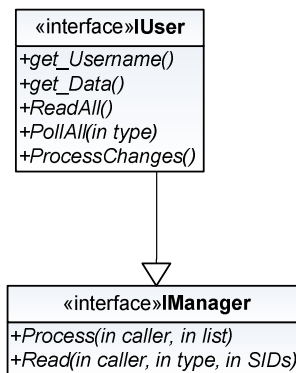 «interface»IUser
+get_Username()
+get_Data()
+ReadAll()
+PollAll(in type)
+ProcessChanges()
«interface»IManager
+Process(in caller, in list)
+Read(in caller, in type, in SIDs)